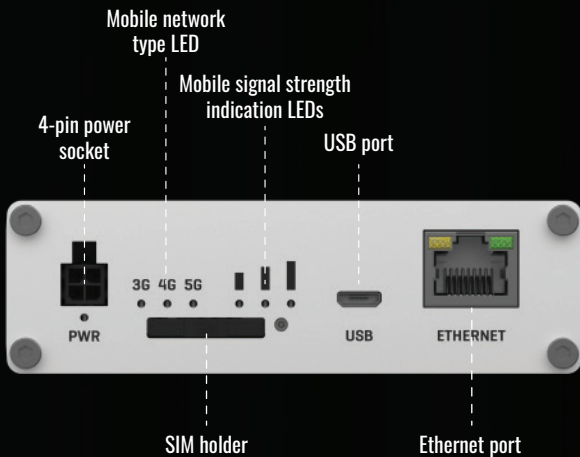 Mobile network
type LED
Mobile signal strength
indication LEDs
4-pin power
socket
USB port
3G 4G 5G
PWR
USB
ETHERNET
SIM holder
Ethernet port